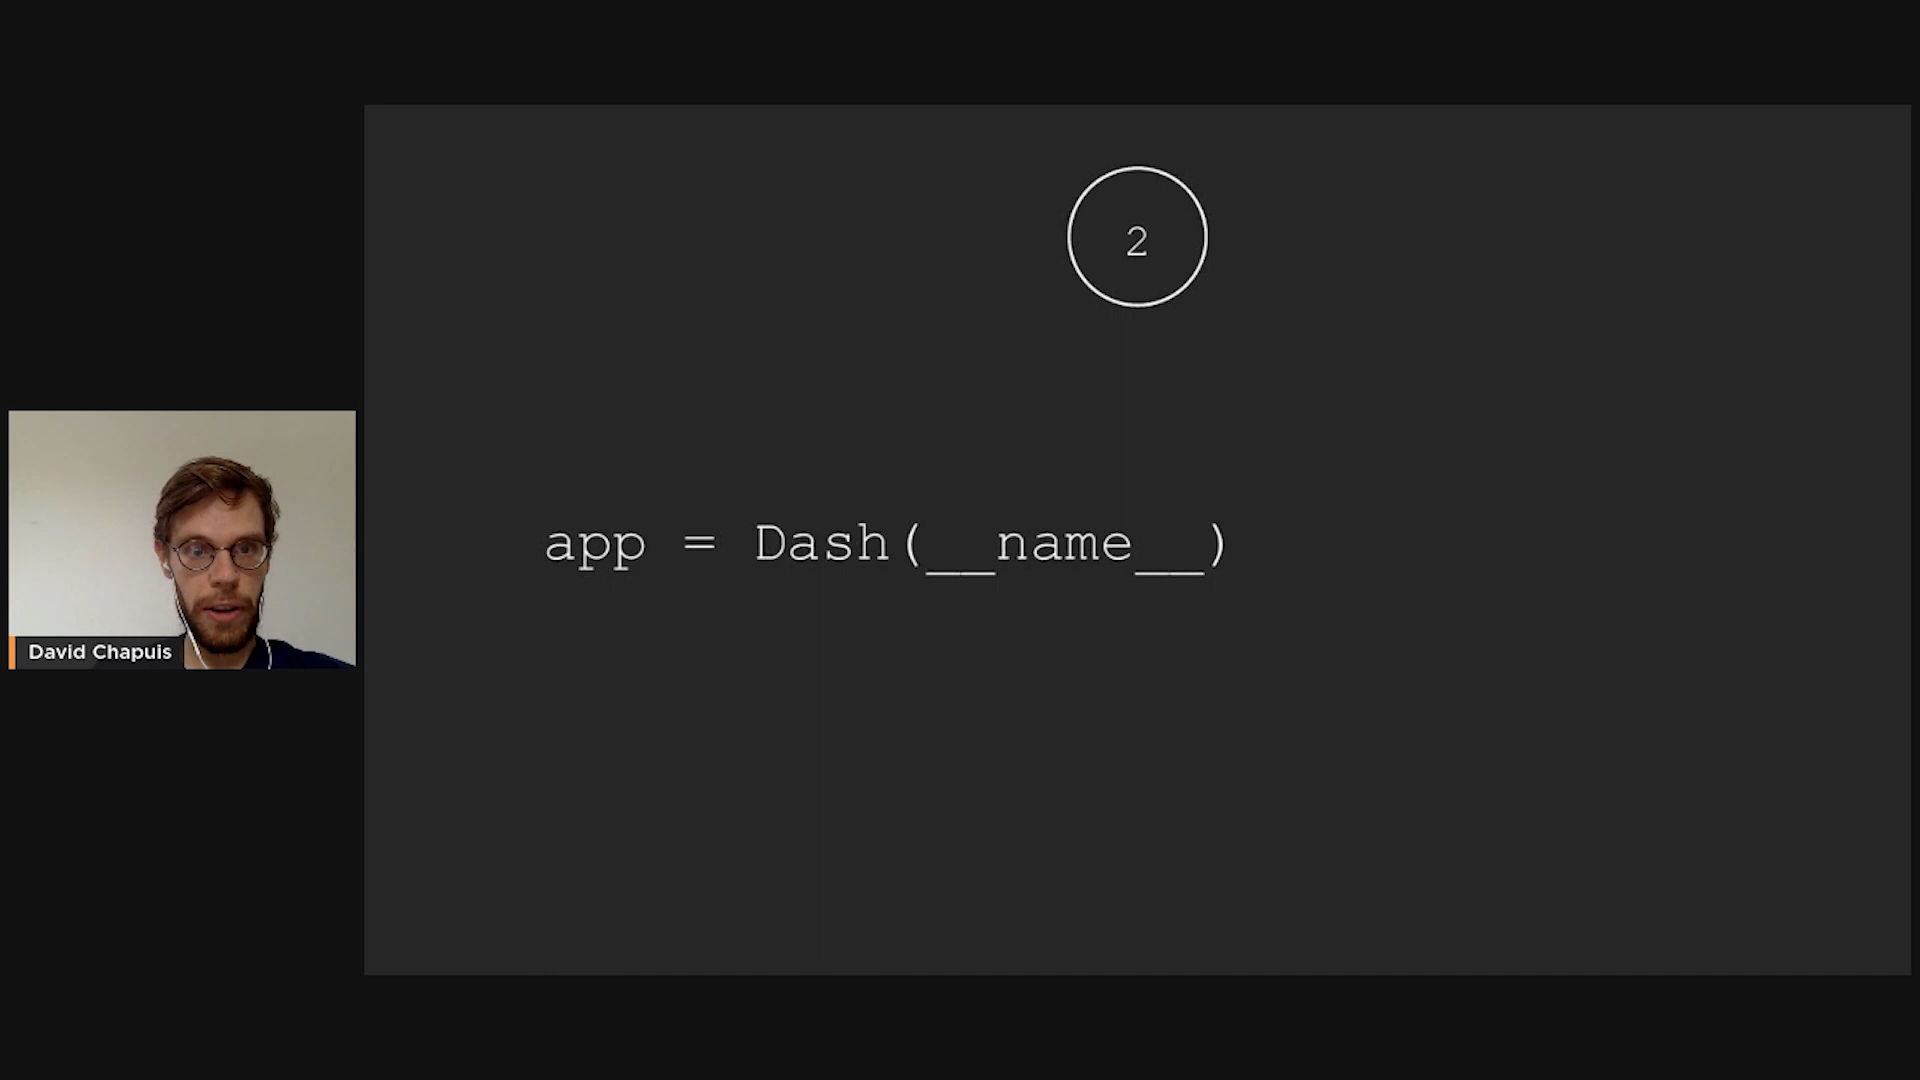 2
app = Dash(__name__)
David Chapuis